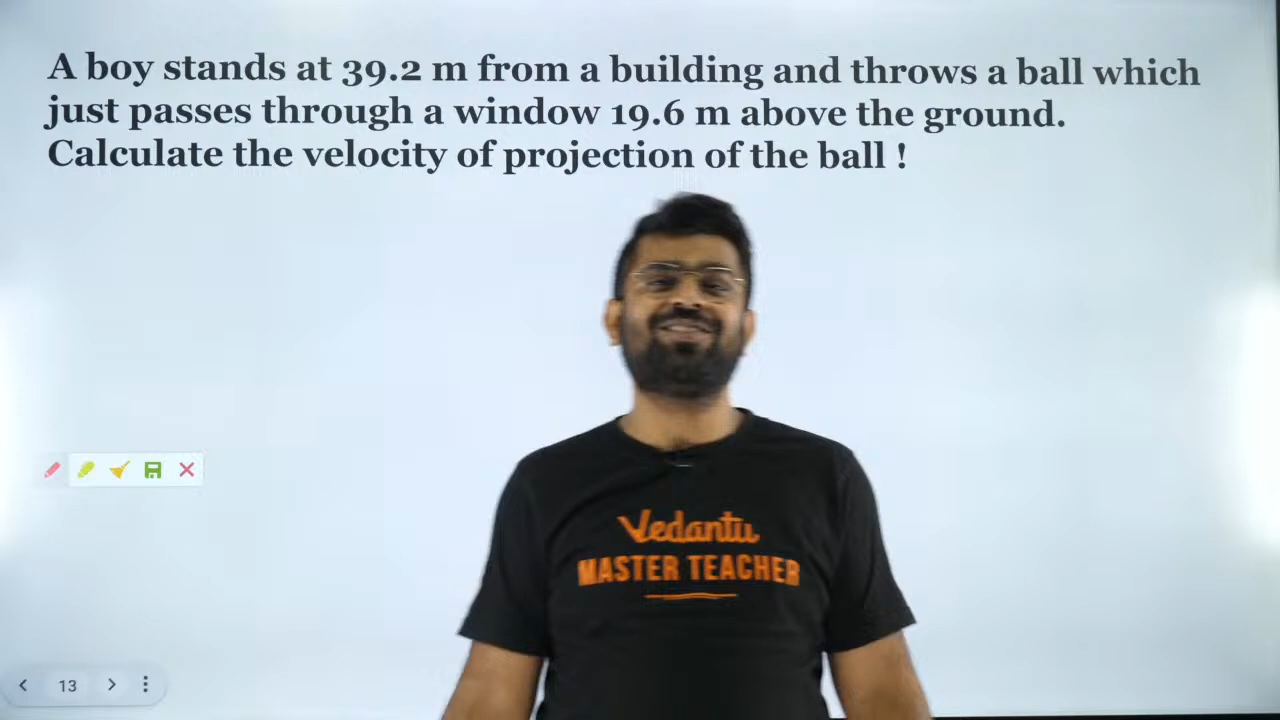 A boy stands at 39.2 m from a building and throws a ball which
just passes through a window 19.6 m above the ground.
Calculate the velocity of projection of the ball !
Vedantu
MASTER TEACHER
13